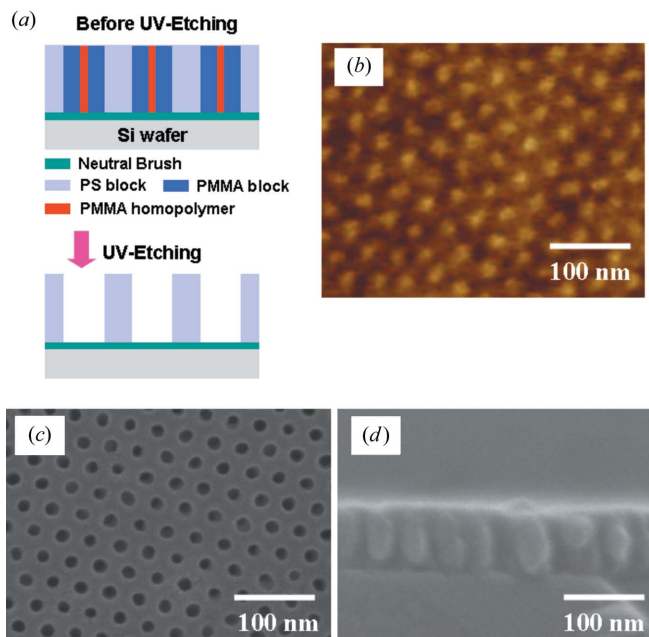 (a)
Before UV-Etching
Si wafer
Neutral Brush
PS block PMMA block
PMMA homopolymer
UV-Etching
(b)
100 nm
(c)
100 nm
(d)
100 nm